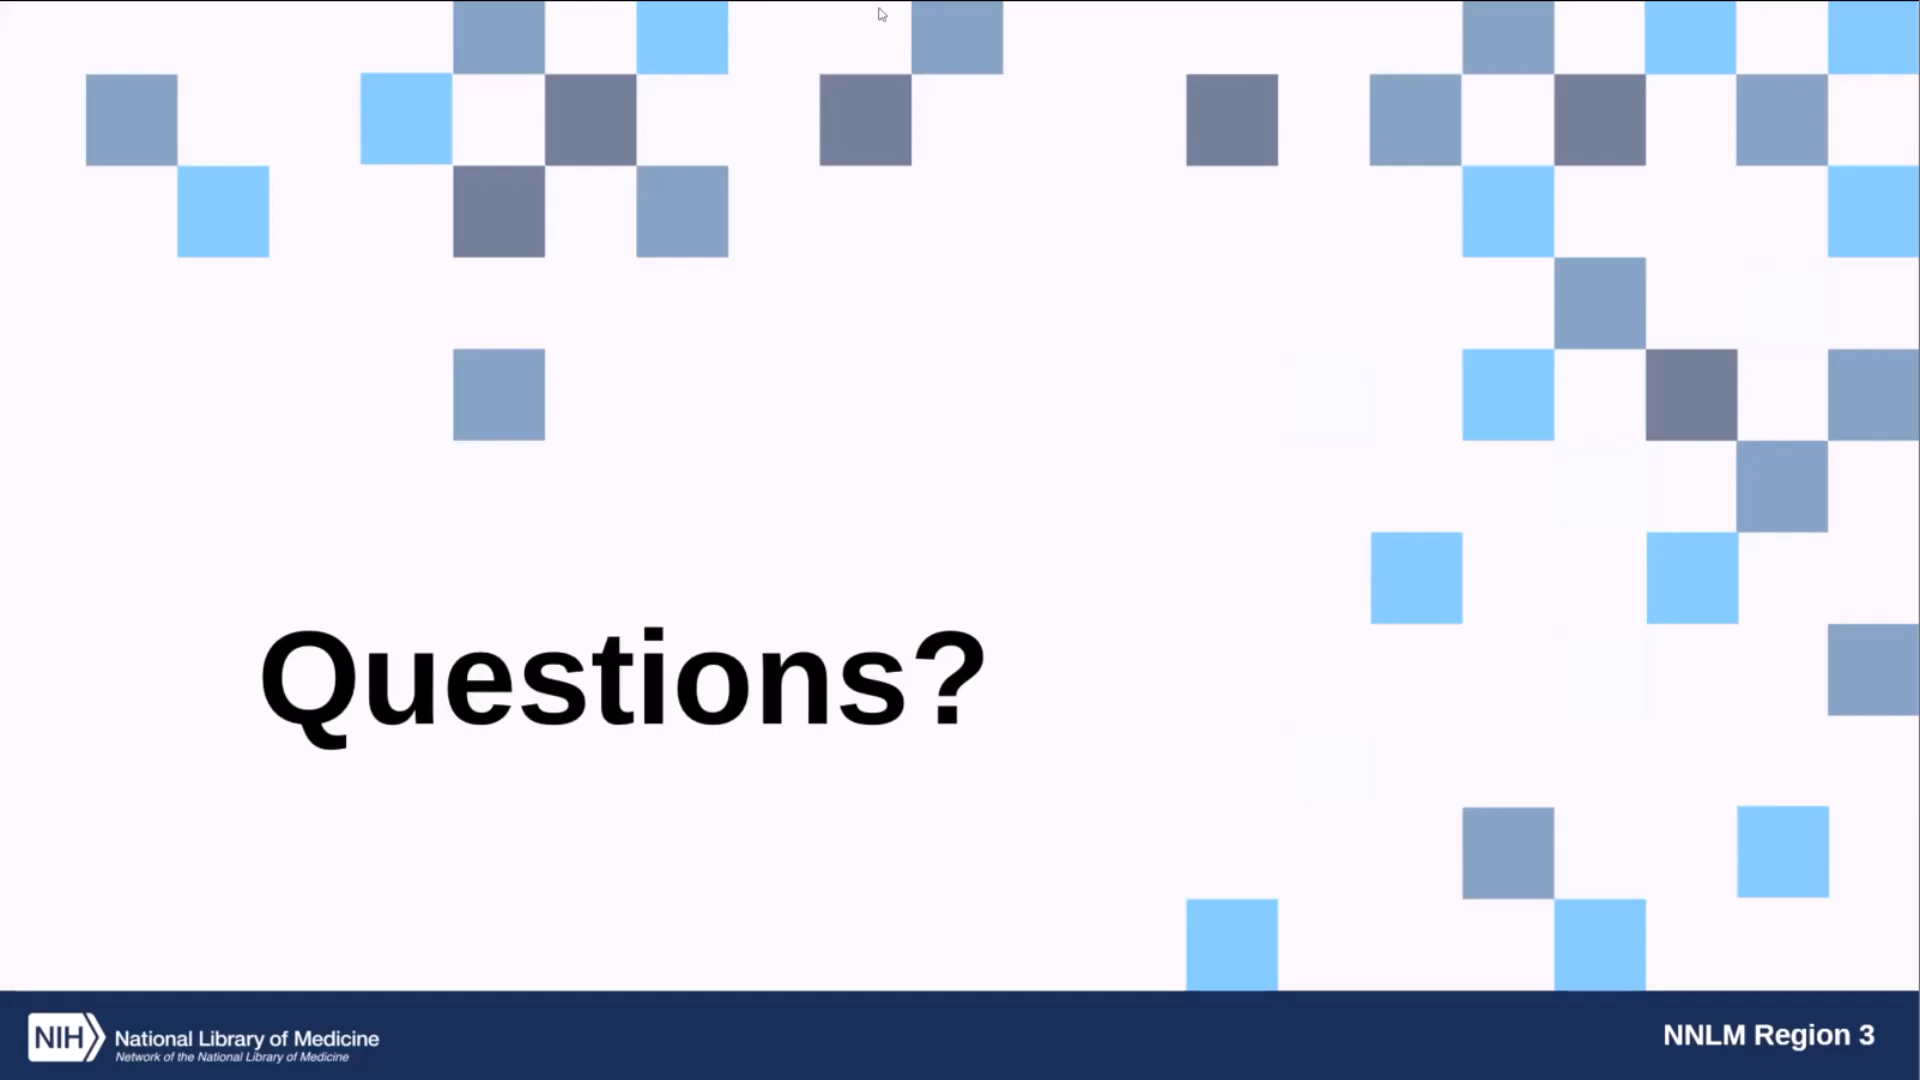 Questions?
NIH National Library of Medicine
Network of the National Library of Medicine
NNLM Region 3